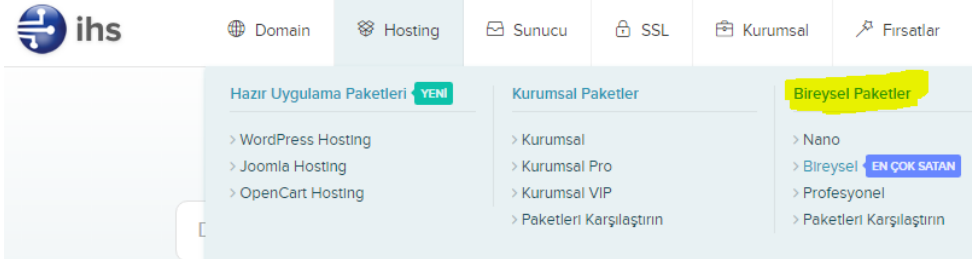 ihs
Domain
Hosting
Sunucu
SSL
Kurumsal
Fırsatlar
Hazır Uygulama Paketleri YENİ
> WordPress Hosting
> Joomla Hosting
> OpenCart Hosting
Kurumsal Paketler
> Kurumsal
> Kurumsal Pro
> Kurumsal VIP
> Paketleri Karşılaştırın
Bireysel Paketler
> Nano
> Bireysel EN ÇOK SATAN
> Profesyonel
> Paketleri Karşılaştırın